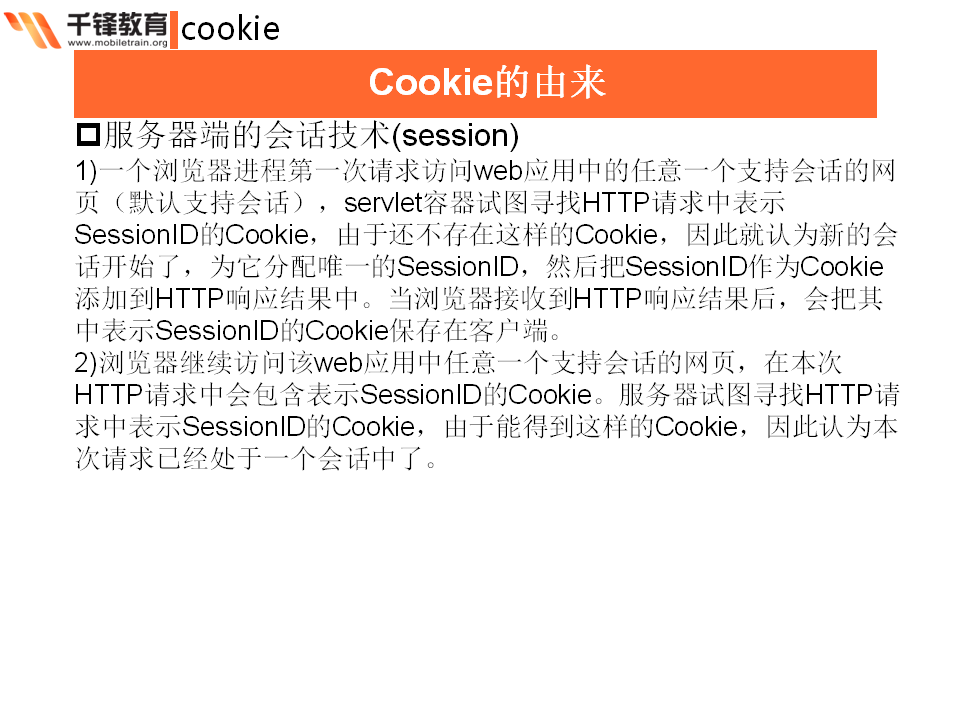 千锋教育
www.mobiletrain.org
cookie
Cookie的由来
服务器端的会话技术(session)
1)一个浏览器进程第一次请求访问web应用中的任意一个支持会话的网
页（默认支持会话），servlet容器试图寻找HTTP请求中表示
SessionID的Cookie，由于还不存在这样的Cookie，因此就认为新的会
话开始了，为它分配唯一的SessionID，然后把SessionID作为Cookie
添加到HTTP响应结果中。当浏览器接收到HTTP响应结果后，会把其
中表示SessionID的Cookie保存在客户端。
2)浏览器继续访问该web应用中任意一个支持会话的网页，在本次
HTTP请求中会包含表示SessionID的Cookie。服务器试图寻找HTTP请
求中表示SessionID的Cookie，由于能得到这样的Cookie，因此认为本
次请求已经处于一个会话中了。